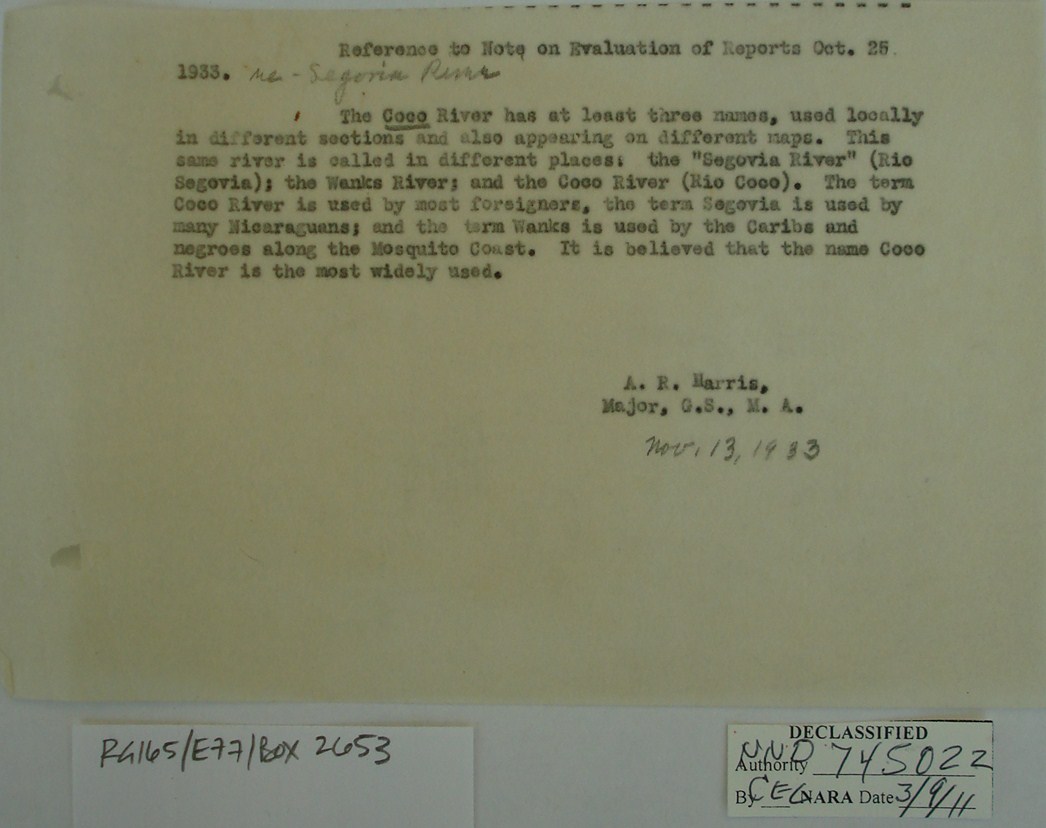 Reference to Note on Evaluation of Reports Oct. 25
1933. re - Segovia River
The Coco River has at least three names, used locally
in different sections and also appearing on different maps. This
same river is called in different places: the "Segovia River" (Rio
Segovia); the Wanks River; and the Coco River (Rio Coco). The term
Coco River is used by most foreigners, the term Segovia is used by
many Nicaraguans; and the term Wanks is used by the Caribs and
negroes along the Mosquito Coast. It is believed that the name Coco
River is the most widely used.
A. R. Harris,
Major, G.S., M. A.
Nov. 13, 1933
RG165/E77/Box 2653
DECLASSIFIED
Authority NND 745022
By CEC NARA Date 3/9/11